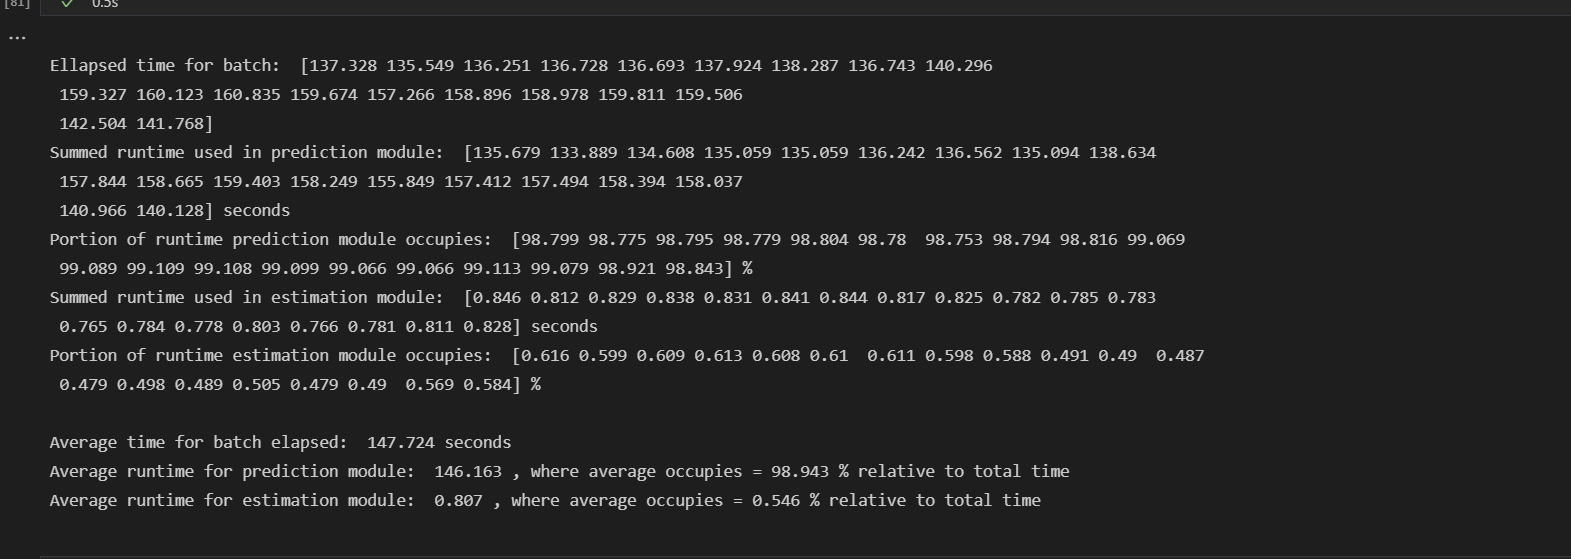 [81] 0.5s
...
Ellapsed time for batch:  [137.328 135.549 136.251 136.728 136.693 137.924 138.287 136.743 140.296
 159.327 160.123 160.835 159.674 157.266 158.896 158.978 159.811 159.506
 142.504 141.768]
Summed runtime used in prediction module:  [135.679 133.889 134.608 135.059 135.059 136.242 136.562 135.094 138.634
 157.844 158.665 159.403 158.249 155.849 157.412 157.494 158.394 158.037
 140.966 140.128] seconds
Portion of runtime prediction module occupies:  [98.799 98.775 98.795 98.779 98.804 98.78  98.753 98.794 98.816 99.069
 99.089 99.109 99.108 99.099 99.066 99.066 99.113 99.079 98.921 98.843] %
Summed runtime used in estimation module:  [0.846 0.812 0.829 0.838 0.831 0.841 0.844 0.817 0.825 0.782 0.785 0.783
 0.765 0.784 0.778 0.803 0.766 0.781 0.811 0.828] seconds
Portion of runtime estimation module occupies:  [0.616 0.599 0.609 0.613 0.608 0.61  0.611 0.598 0.588 0.491 0.49  0.487
 0.479 0.498 0.489 0.505 0.479 0.49  0.569 0.584] %
Average time for batch elapsed:  147.724 seconds
Average runtime for prediction module:  146.163 , where average occupies = 98.943 % relative to total time
Average runtime for estimation module:  0.807 , where average occupies = 0.546 % relative to total time